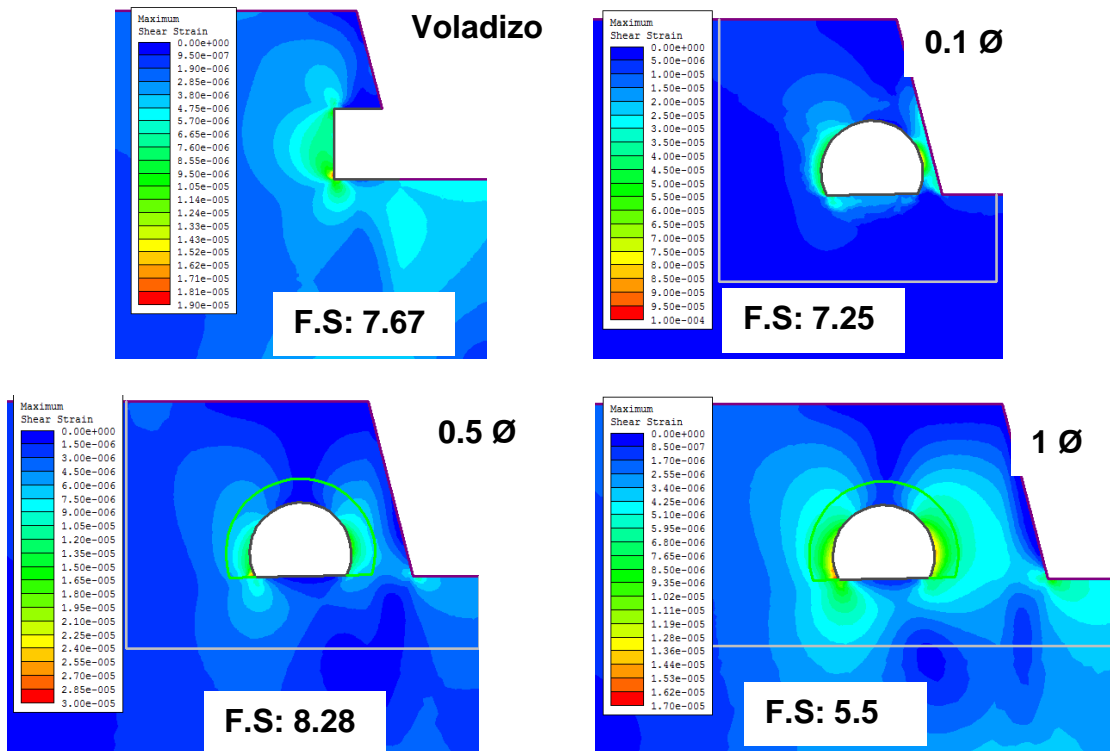 Voladizo
Maximum
Shear Strain
0.00e+000
9.50e-007
1.90e-006
2.85e-006
3.80e-006
4.75e-006
5.70e-006
6.65e-006
7.60e-006
8.55e-006
9.50e-006
1.05e-005
1.14e-005
1.24e-005
1.33e-005
1.43e-005
1.52e-005
1.62e-005
1.71e-005
1.81e-005
1.90e-005
F.S: 7.67
0.1 Ø
Maximum
Shear Strain
0.00e+000
5.00e-006
1.00e-005
1.50e-005
2.00e-005
2.50e-005
3.00e-005
3.50e-005
4.00e-005
4.50e-005
5.00e-005
5.50e-005
6.00e-005
6.50e-005
7.00e-005
7.50e-005
8.00e-005
8.50e-005
9.00e-005
9.50e-005
1.00e-004
F.S: 7.25
0.5 Ø
Maximum
Shear Strain
0.00e+000
1.50e-006
3.00e-006
4.50e-006
6.00e-006
7.50e-006
9.00e-006
1.05e-005
1.20e-005
1.35e-005
1.50e-005
1.65e-005
1.80e-005
1.95e-005
2.10e-005
2.25e-005
2.40e-005
2.55e-005
2.70e-005
2.85e-005
3.00e-005
F.S: 8.28
1 Ø
Maximum
Shear Strain
0.00e+000
8.50e-007
1.70e-006
2.55e-006
3.40e-006
4.25e-006
5.10e-006
5.95e-006
6.80e-006
7.65e-006
8.50e-006
9.35e-006
1.02e-005
1.11e-005
1.19e-005
1.28e-005
1.36e-005
1.44e-005
1.53e-005
1.62e-005
1.70e-005
F.S: 5.5